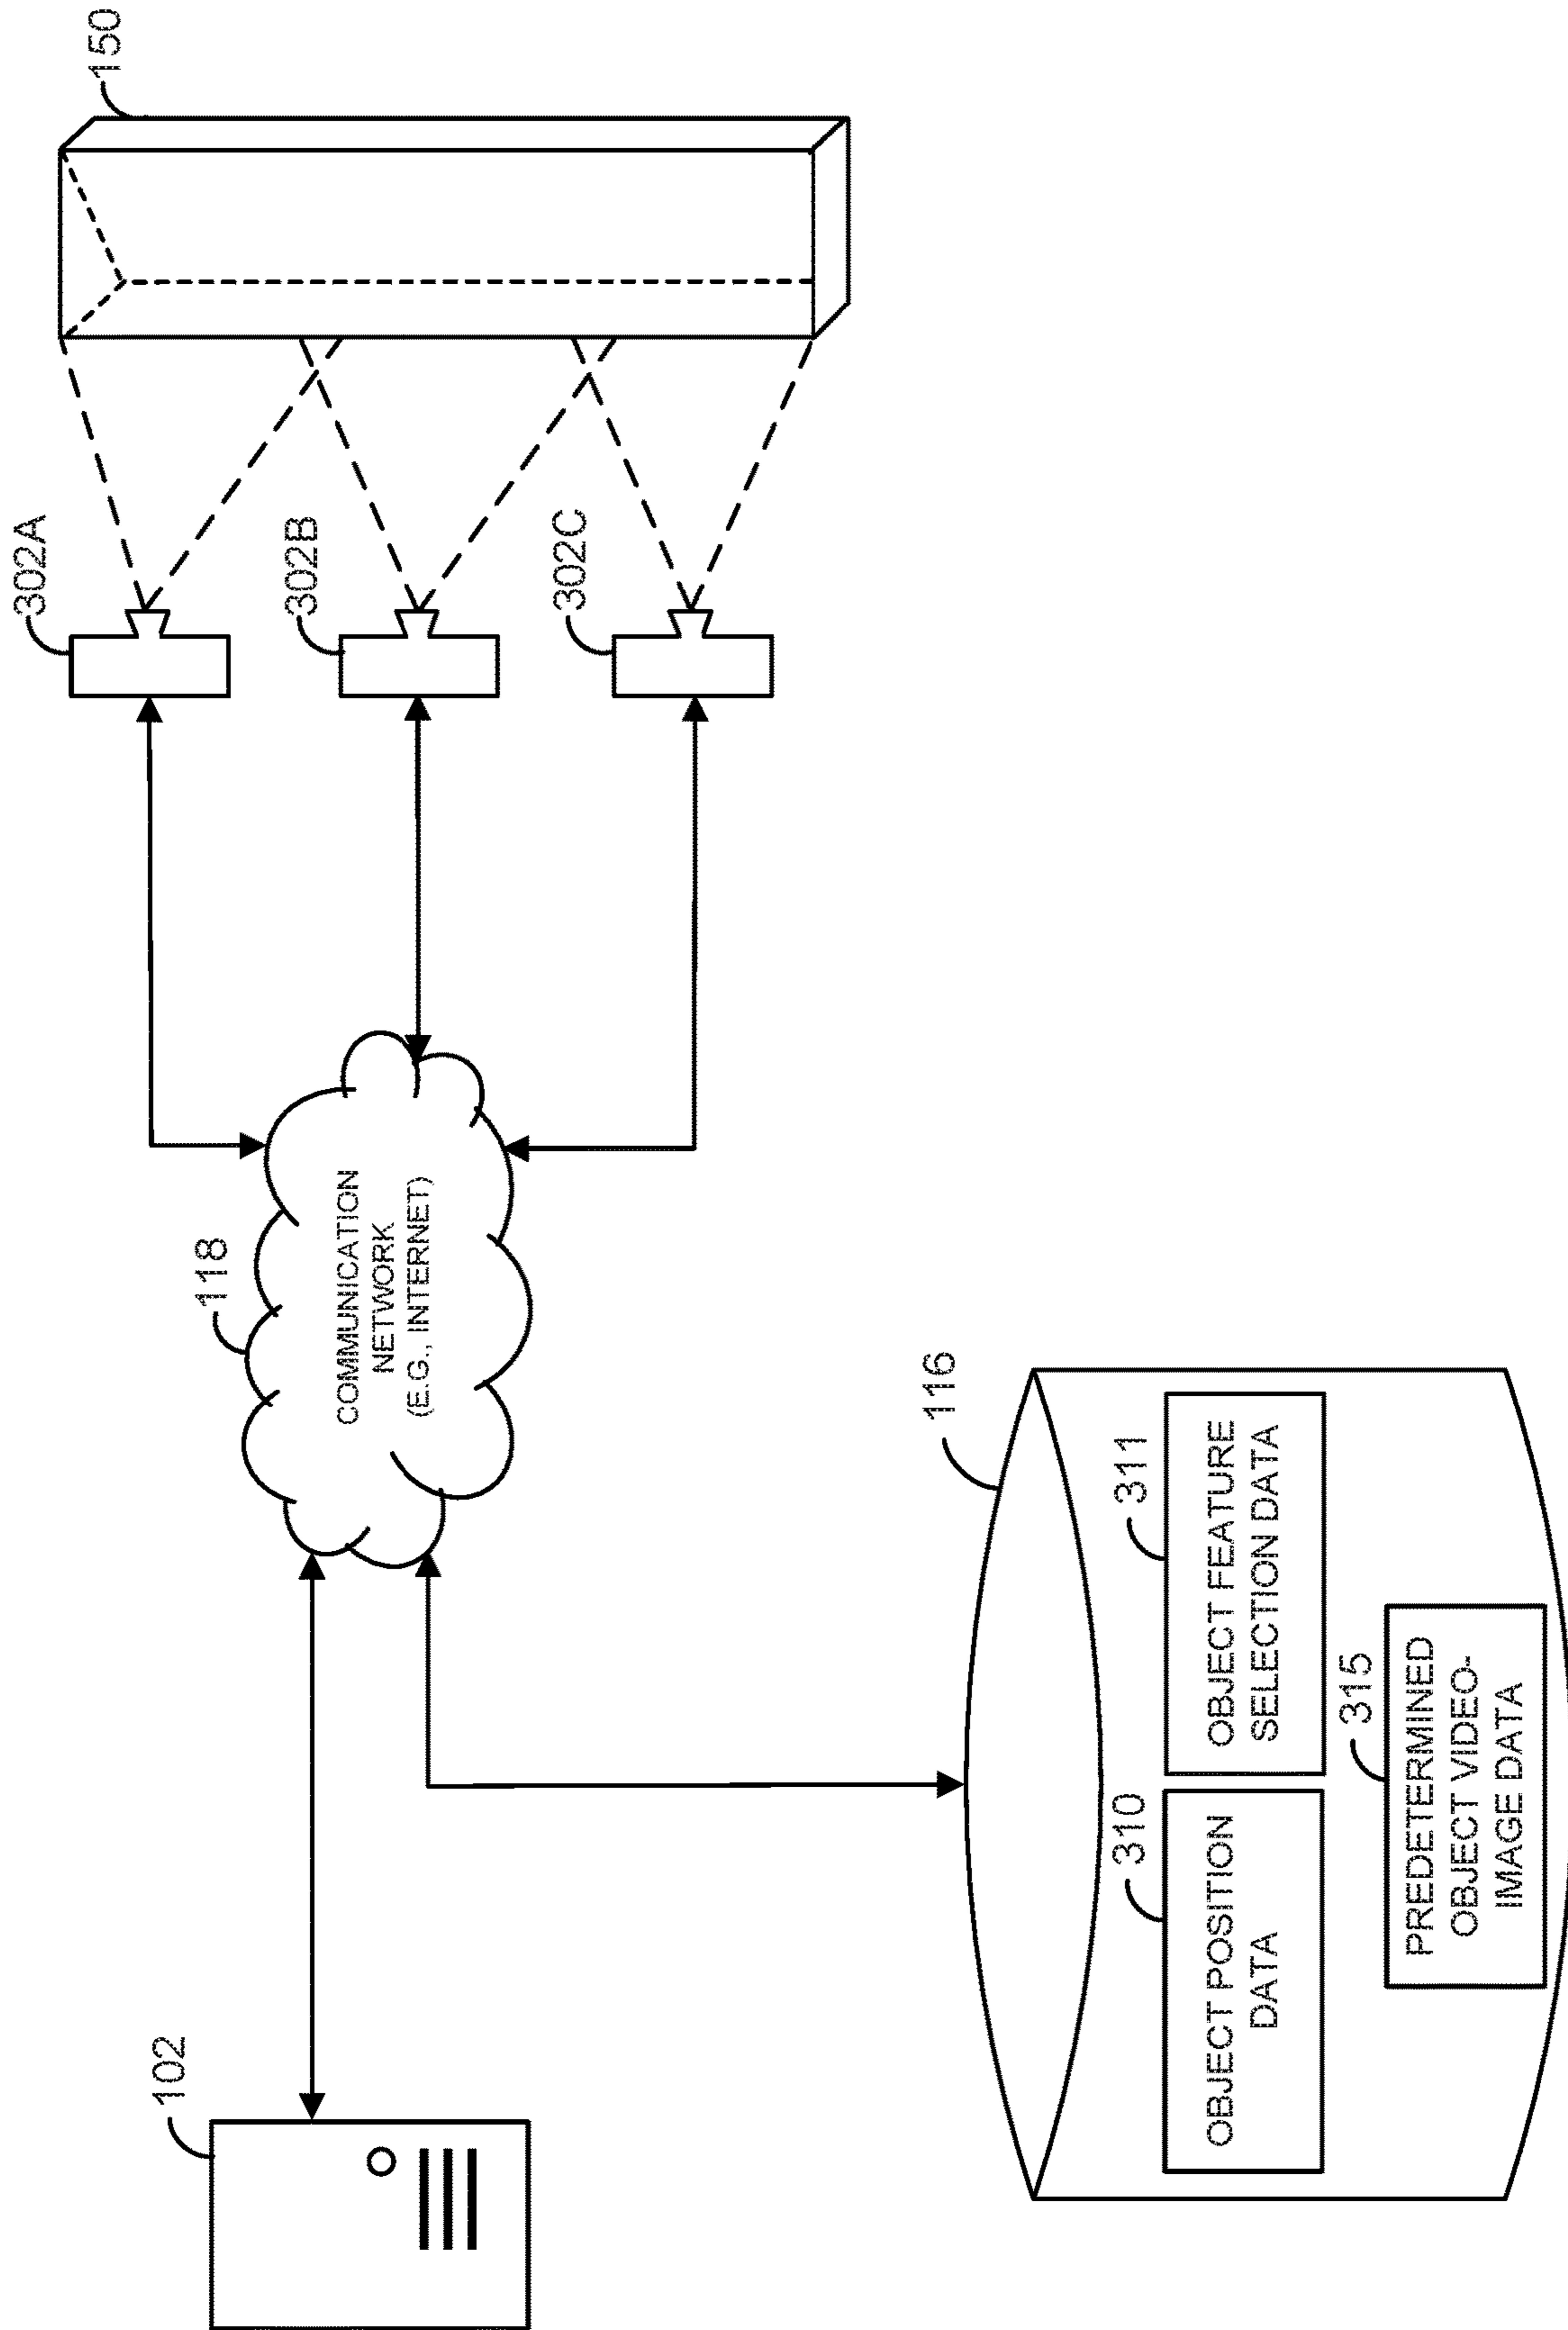 150
302A
302B
302C
118
COMMUNICATION
NETWORK
(E.G., INTERNET)
102
116
310
OBJECT POSITION
DATA
311
OBJECT FEATURE
SELECTION DATA
315
PREDETERMINED
OBJECT VIDEO-
IMAGE DATA